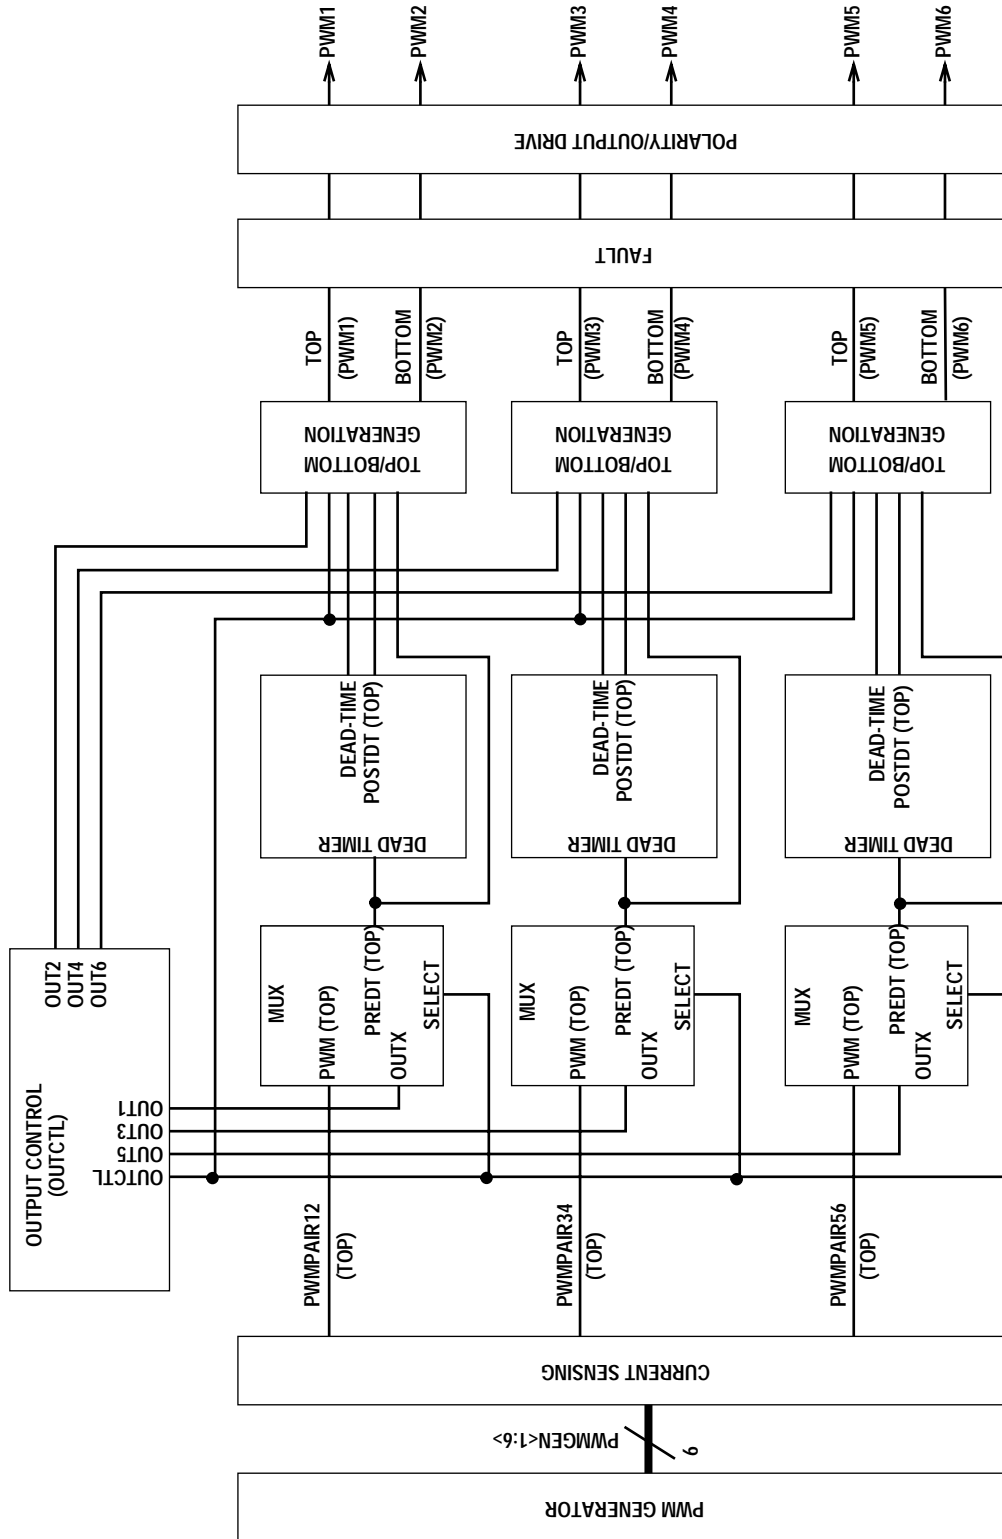 OUTPUT CONTROL
(OUTCTL)
OUTCTL
OUT5
OUT3
OUT1
OUT2
OUT4
OUT6
PWM GENERATOR
PWMGEN<1:6>
6
CURRENT SENSING
PWMPAIR12
(TOP)
MUX
PWM (TOP)
PREDT (TOP)
OUTX
SELECT
DEAD TIMER
DEAD-TIME
POSTDT (TOP)
TOP/BOTTOM
GENERATION
TOP
(PWM1)
BOTTOM
(PWM2)
PWMPAIR34
(TOP)
MUX
PWM (TOP)
PREDT (TOP)
OUTX
SELECT
DEAD TIMER
DEAD-TIME
POSTDT (TOP)
TOP/BOTTOM
GENERATION
TOP
(PWM3)
BOTTOM
(PWM4)
PWMPAIR56
(TOP)
MUX
PWM (TOP)
PREDT (TOP)
OUTX
SELECT
DEAD TIMER
DEAD-TIME
POSTDT (TOP)
TOP/BOTTOM
GENERATION
TOP
(PWM5)
BOTTOM
(PWM6)
FAULT
POLARITY/OUTPUT DRIVE
PWM1
PWM2
PWM3
PWM4
PWM5
PWM6